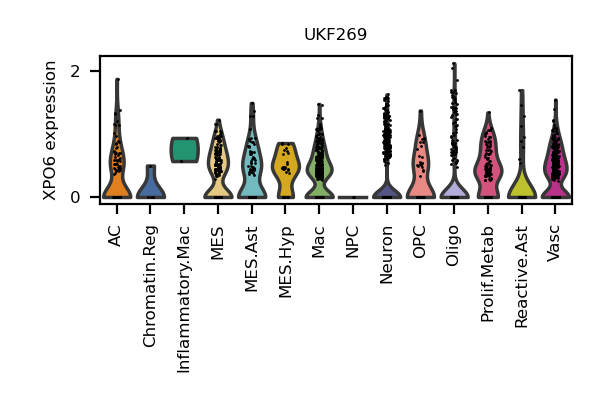 UKF269
XPO6 expression
2
0
AC
Chromatin.Reg
Inflammatory.Mac
MES
MES.Ast
MES.Hyp
Mac
NPC
Neuron
OPC
Oligo
Prolif.Metab
Reactive.Ast
Vasc